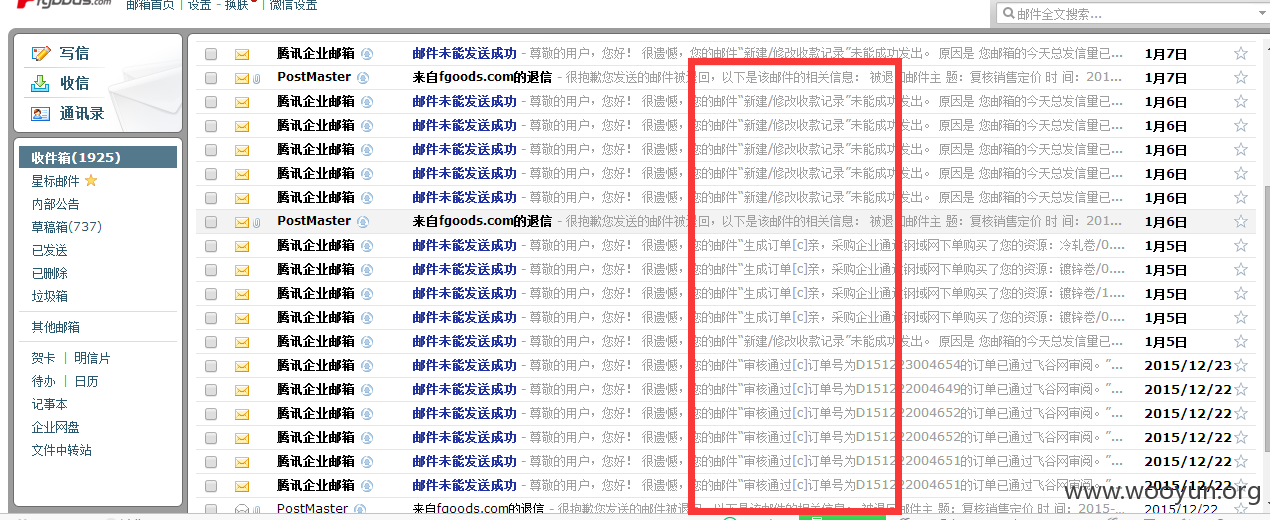 fgoods.com 邮箱首页 | 设置 - 换肤 | 微信设置
邮件全文搜索...
写信
收信
通讯录
收件箱(1925)
星标邮件
内部公告
草稿箱(737)
已发送
已删除
垃圾箱
其他邮箱
贺卡 | 明信片
待办 | 日历
记事本
企业网盘
文件中转站
腾讯企业邮箱 邮件未能发送成功 - 尊敬的用户，您好！ 很遗憾，您的邮件“新建/修改收款记录”未能成功发出。 原因是 您邮箱的今天总发信量已... 1月7日
PostMaster 来自fgoods.com的退信 - 很抱歉您发送的邮件被退回，以下是该邮件的相关信息： 被退回邮件主 题：复核销售定价 时 间：201... 1月7日
腾讯企业邮箱 邮件未能发送成功 - 尊敬的用户，您好！ 很遗憾，您的邮件“新建/修改收款记录”未能成功发出。 原因是 您邮箱的今天总发信量已... 1月6日
腾讯企业邮箱 邮件未能发送成功 - 尊敬的用户，您好！ 很遗憾，您的邮件“新建/修改收款记录”未能成功发出。 原因是 您邮箱的今天总发信量已... 1月6日
腾讯企业邮箱 邮件未能发送成功 - 尊敬的用户，您好！ 很遗憾，您的邮件“新建/修改收款记录”未能成功发出。 原因是 您邮箱的今天总发信量已... 1月6日
腾讯企业邮箱 邮件未能发送成功 - 尊敬的用户，您好！ 很遗憾，您的邮件“新建/修改收款记录”未能成功发出。 原因是 您邮箱的今天总发信量已... 1月6日
腾讯企业邮箱 邮件未能发送成功 - 尊敬的用户，您好！ 很遗憾，您的邮件“新建/修改收款记录”未能成功发出。 原因是 您邮箱的今天总发信量已... 1月6日
PostMaster 来自fgoods.com的退信 - 很抱歉您发送的邮件被退回，以下是该邮件的相关信息： 被退回邮件主 题：复核销售定价 时 间：201... 1月6日
腾讯企业邮箱 邮件未能发送成功 - 尊敬的用户，您好！ 很遗憾，您的邮件“生成订单[c]亲，采购企业通过钢域网下单购买了您的资源：冷轧卷/0.... 1月5日
腾讯企业邮箱 邮件未能发送成功 - 尊敬的用户，您好！ 很遗憾，您的邮件“生成订单[c]亲，采购企业通过钢域网下单购买了您的资源：镀锌卷/0.... 1月5日
腾讯企业邮箱 邮件未能发送成功 - 尊敬的用户，您好！ 很遗憾，您的邮件“生成订单[c]亲，采购企业通过钢域网下单购买了您的资源：镀锌卷/1.... 1月5日
腾讯企业邮箱 邮件未能发送成功 - 尊敬的用户，您好！ 很遗憾，您的邮件“生成订单[c]亲，采购企业通过钢域网下单购买了您的资源：镀锌卷/0.... 1月5日
腾讯企业邮箱 邮件未能发送成功 - 尊敬的用户，您好！ 很遗憾，您的邮件“新建/修改收款记录”未能成功发出。 原因是 您邮箱的今天总发信量已... 1月5日
腾讯企业邮箱 邮件未能发送成功 - 尊敬的用户，您好！ 很遗憾，您的邮件“审核通过[c]订单号为D151223004654的订单已通过飞谷网审阅。”... 2015/12/23
腾讯企业邮箱 邮件未能发送成功 - 尊敬的用户，您好！ 很遗憾，您的邮件“审核通过[c]订单号为D151222004649的订单已通过飞谷网审阅。”... 2015/12/22
腾讯企业邮箱 邮件未能发送成功 - 尊敬的用户，您好！ 很遗憾，您的邮件“审核通过[c]订单号为D151222004652的订单已通过飞谷网审阅。”... 2015/12/22
腾讯企业邮箱 邮件未能发送成功 - 尊敬的用户，您好！ 很遗憾，您的邮件“审核通过[c]订单号为D151222004652的订单已通过飞谷网审阅。”... 2015/12/22
腾讯企业邮箱 邮件未能发送成功 - 尊敬的用户，您好！ 很遗憾，您的邮件“审核通过[c]订单号为D151222004651的订单已通过飞谷网审阅。”... 2015/12/22
腾讯企业邮箱 邮件未能发送成功 - 尊敬的用户，您好！ 很遗憾，您的邮件“审核通过[c]订单号为D151222004651的订单已通过飞谷网审阅。”... 2015/12/22
PostMaster 来自fgoods.com的退信 - 很抱歉您发送的邮件被退回，以下是该邮件的相关信息： 被退回邮件主 题：复核销售定价 时 间：201... 2015/12/22
www.wooyun.org